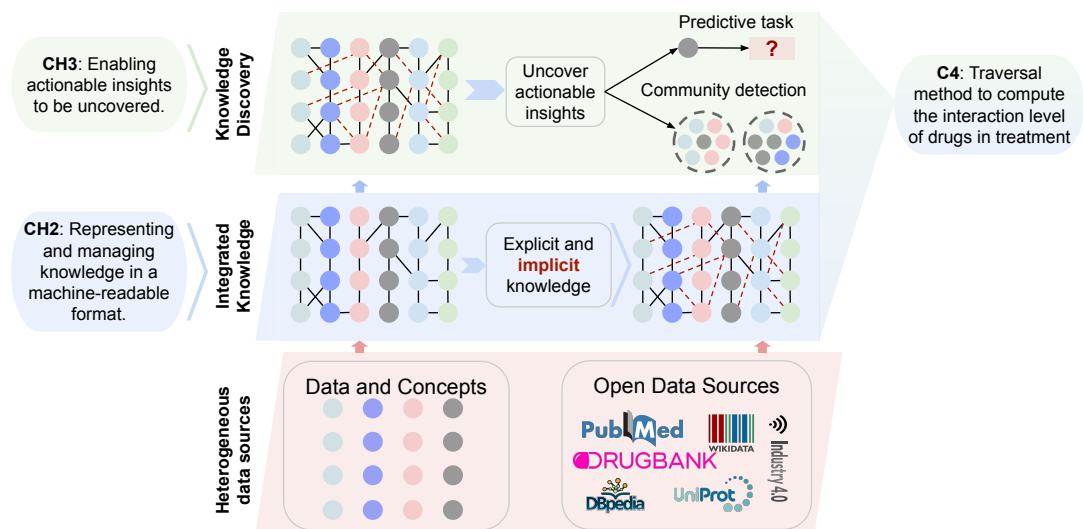 CH3: Enabling
actionable insights
to be uncovered.
Knowledge
Discovery
Uncover
actionable
insights
Predictive task
?
Community detection
C4: Traversal
method to compute
the interaction level
of drugs in treatment
CH2: Representing
and managing
knowledge in a
machine-readable
format.
Integrated
Knowledge
Explicit and
implicit
knowledge
Heterogeneous
data sources
Data and Concepts
Open Data Sources
PubMed
WIKIDATA
Industry 4.0
DRUGBANK
DBpedia
UniProt